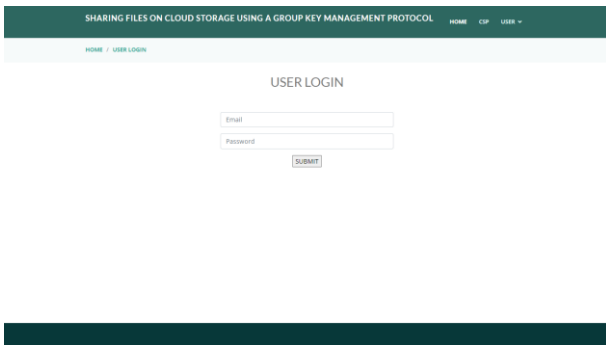 SHARING FILES ON CLOUD STORAGE USING A GROUP KEY MANAGEMENT PROTOCOL HOME CSP USER
HOME / USER LOGIN
USER LOGIN
Email
Password
SUBMIT